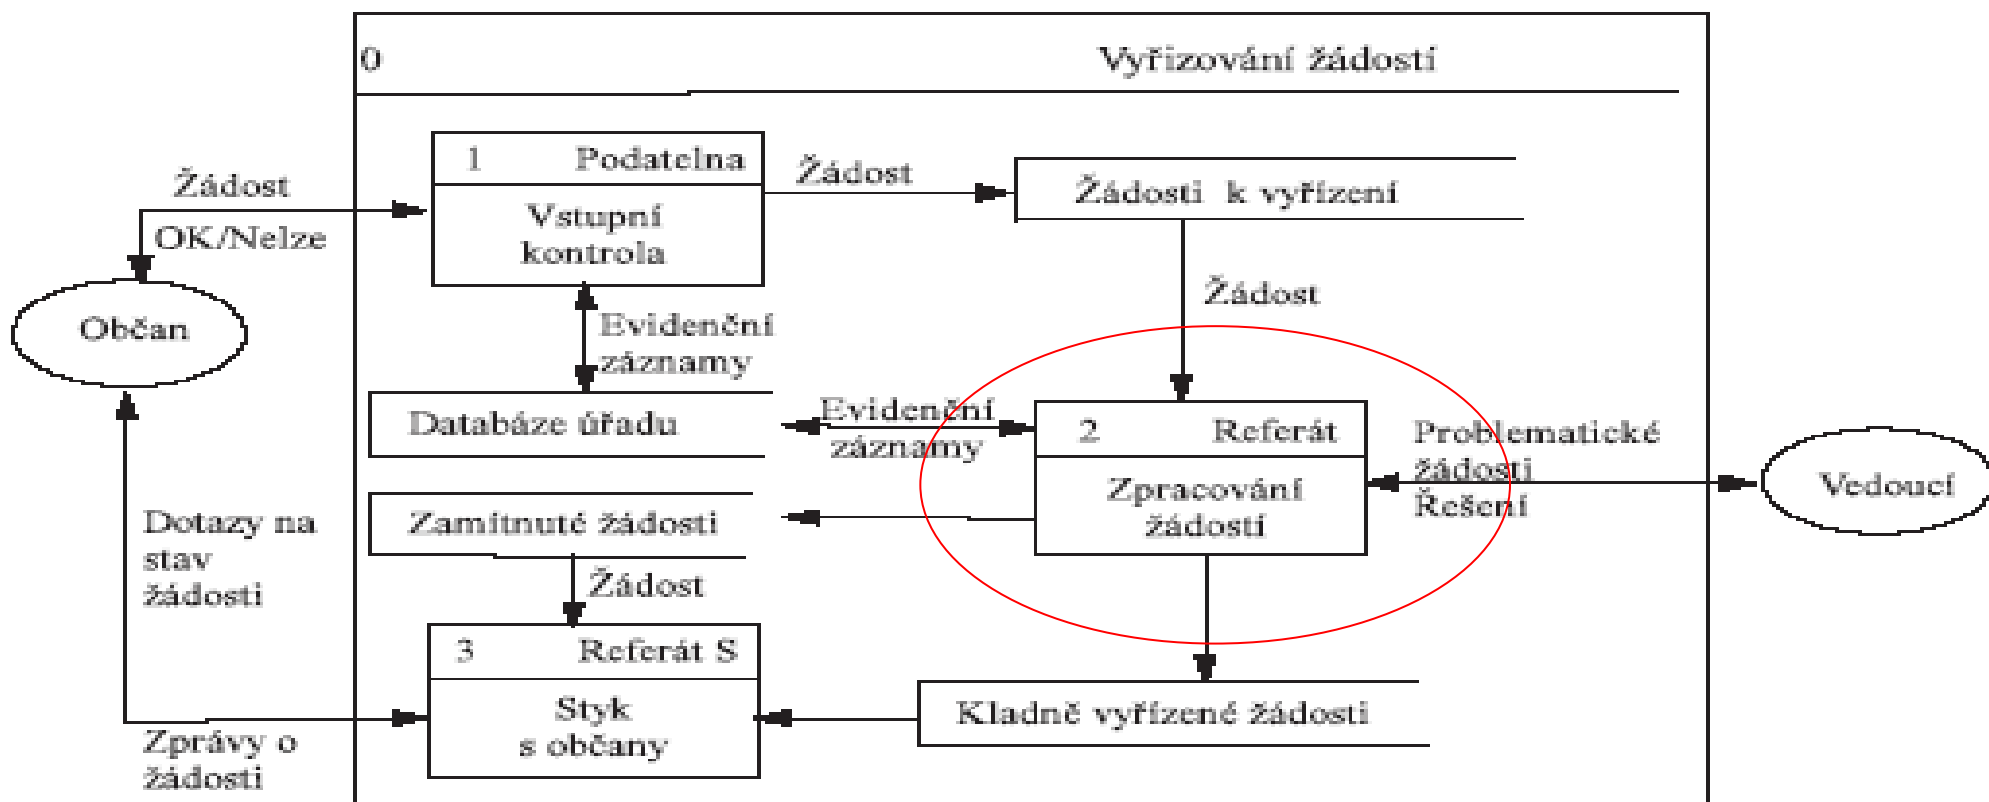 0 Vyřizování žádostí
1 Podatelna
Vstupní
kontrola
Žádost
OK/Nelze
Žádost
Žádosti k vyřízení
Občan
Evidenční
záznamy
Žádost
Databáze úřadu
Evidenční
záznamy
2 Referát
Zpracování
žádostí
Problematické
žádosti
Řešení
Vedoucí
Zamítnuté žádosti
Dotazy na
stav
žádosti
Žádost
3 Referát S
Styk
s občany
Kladně vyřízené žádosti
Zprávy o
žádosti